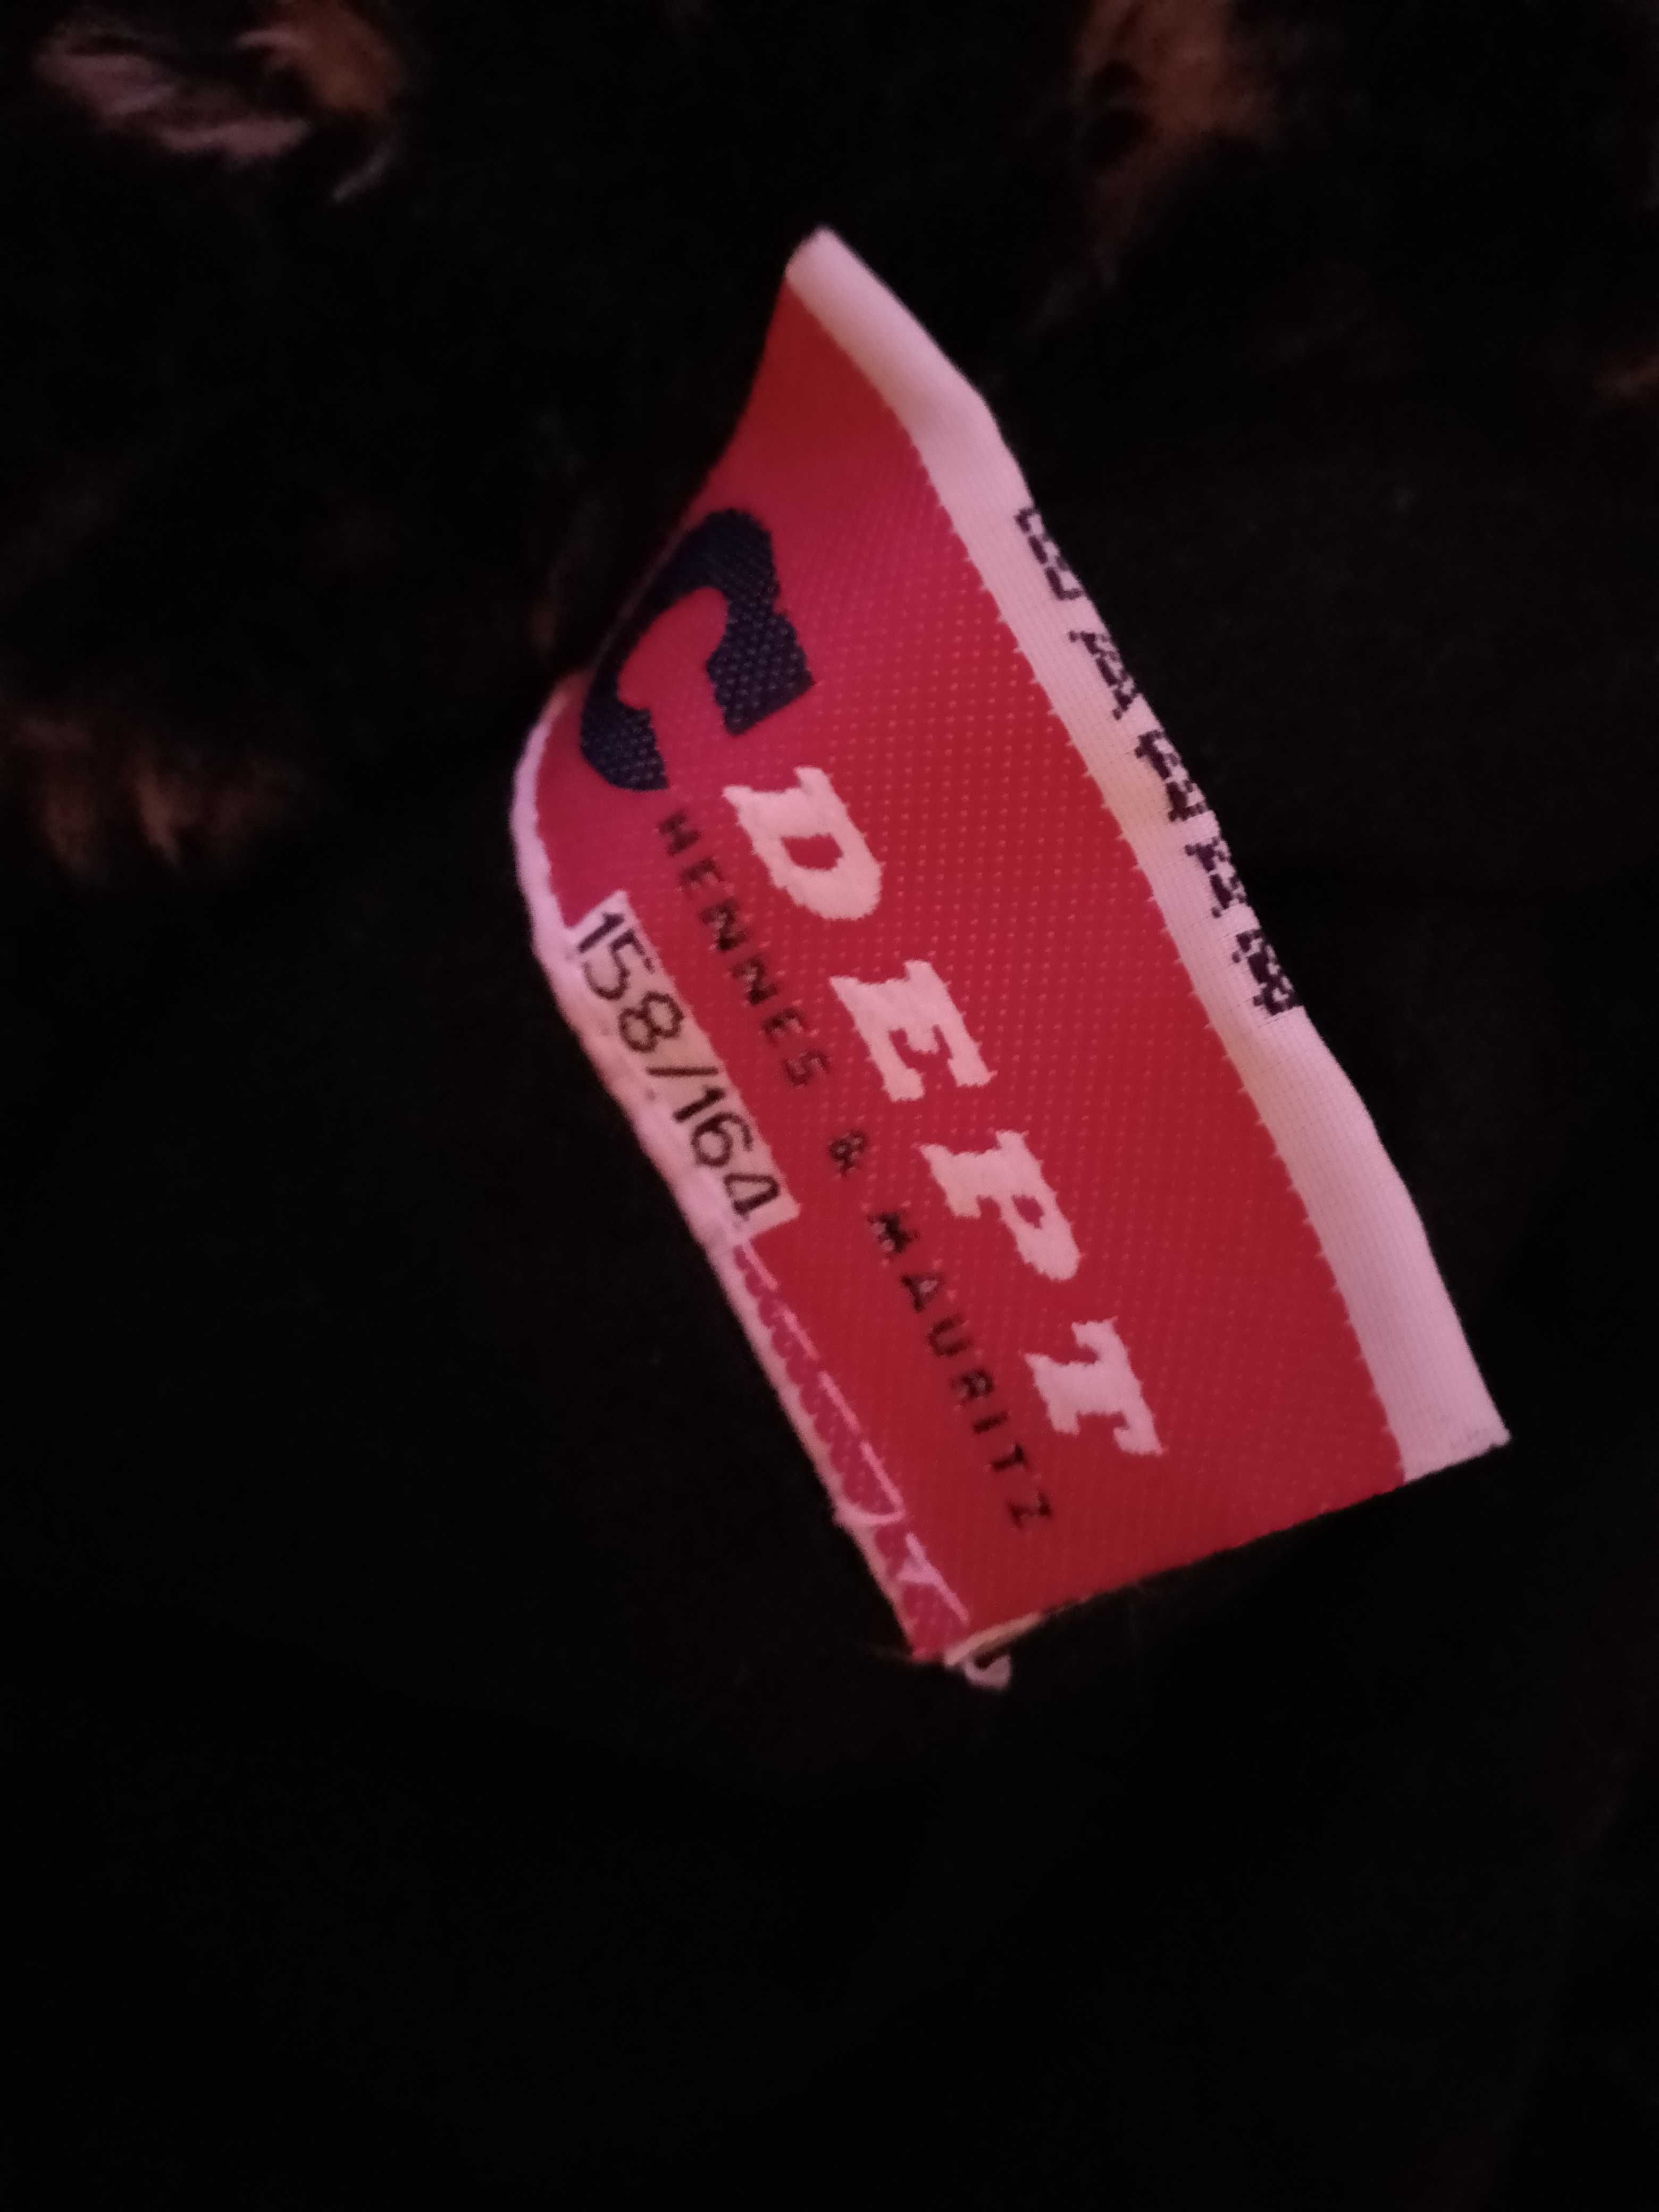 C
DEPT
HENNES & MAURITZ
158/164